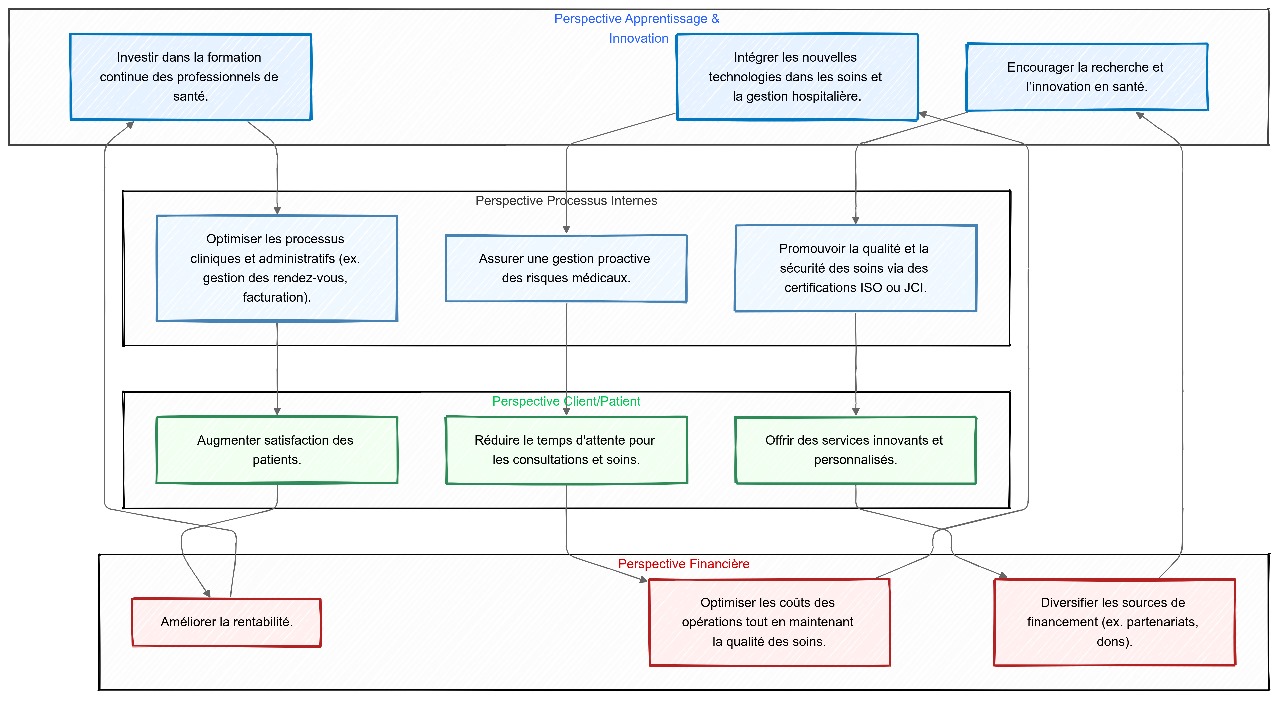 Perspective Apprentissage &
Innovation
Investir dans la formation
continue des professionnels de
santé.
Intégrer les nouvelles
technologies dans les soins et
la gestion hospitalière.
Encourager la recherche et
l'innovation en santé.
Perspective Processus Internes
Optimiser les processus
cliniques et administratifs (ex.
gestion des rendez-vous,
facturation).
Assurer une gestion proactive
des risques médicaux.
Promouvoir la qualité et la
sécurité des soins via des
certifications ISO ou JCI.
Perspective Client/Patient
Augmenter satisfaction des
patients.
Réduire le temps d'attente pour
les consultations et soins.
Offrir des services innovants et
personnalisés.
Perspective Financière
Améliorer la rentabilité.
Optimiser les coûts des
opérations tout en maintenant
la qualité des soins.
Diversifier les sources de
financement (ex. partenariats,
dons).